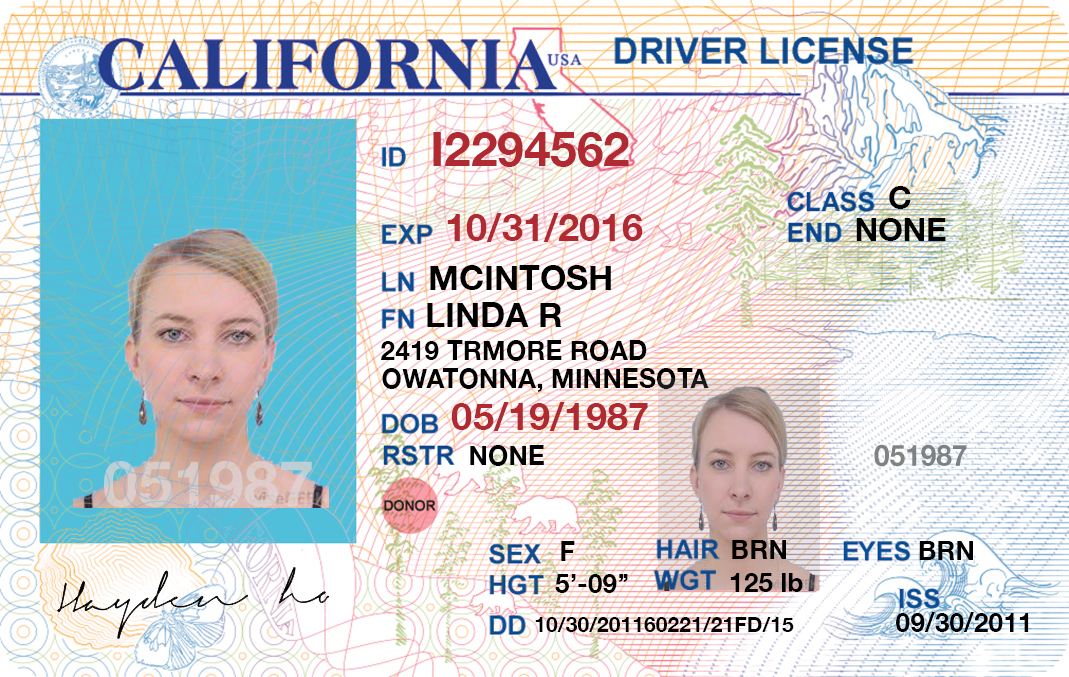 CALIFORNIA USA DRIVER LICENSE
ID I2294562
CLASS C
EXP 10/31/2016
END NONE
LN MCINTOSH
FN LINDA R
2419 TRMORE ROAD
OWATONNA, MINNESOTA
DOB 05/19/1987
RSTR NONE
051987
051987
DONOR
SEX F
HAIR BRN
EYES BRN
HGT 5'-09”
WGT 125 lb
ISS
09/30/2011
DD 10/30/201160221/21FD/15
Hayden Ho